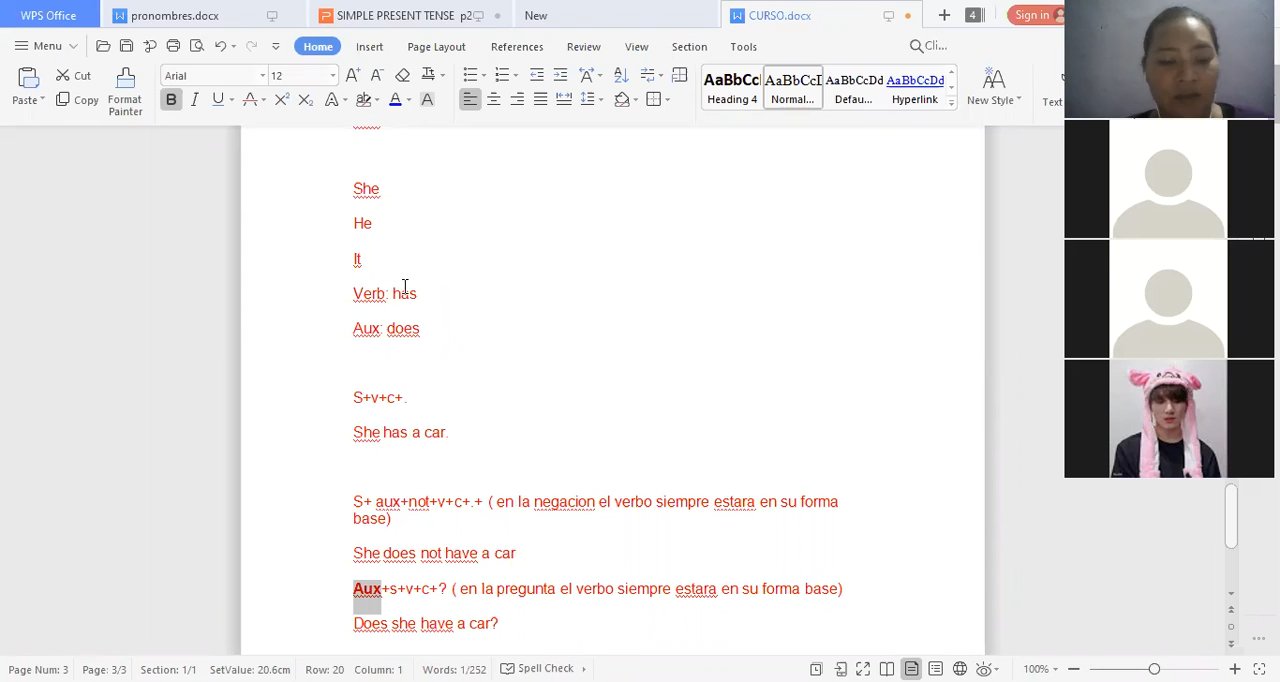 WPS Office pronombres.docx SIMPLE PRESENT TENSE p2 New CURSO.docx 4 Sign in
Menu Home Insert Page Layout References Review View Section Tools Cli...
Cut
Paste Copy Format Painter
Arial 12
AaBbCc AaBbCcD AaBbCcDd AaBbCcDd
Heading 4 Normal... Defau... Hyperlink New Style Text
She
He
It
Verb: has
Aux: does
S+v+c+.
She has a car.
S+ aux+not+v+c+.+ ( en la negacion el verbo siempre estara en su forma
base)
She does not have a car
Aux+s+v+c+? ( en la pregunta el verbo siempre estara en su forma base)
Does she have a car?
Page Num: 3 Page: 3/3 Section: 1/1 SetValue: 20.6cm Row: 20 Column: 1 Words: 1/252 Spell Check 100%